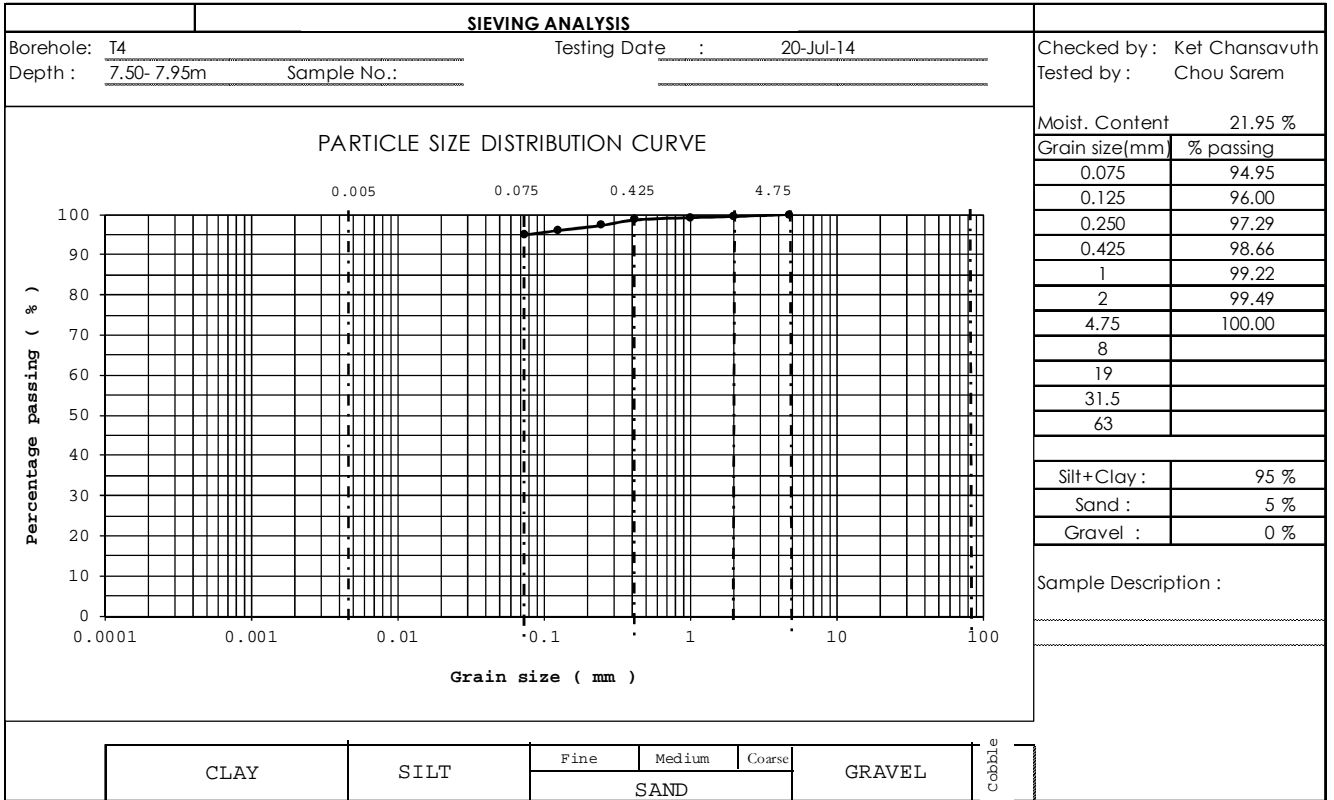 SIEVING ANALYSIS
Borehole: T4 Testing Date : 20-Jul-14
Depth : 7.50- 7.95m Sample No.:
Checked by : Ket Chansavuth
Tested by : Chou Sarem
PARTICLE SIZE DISTRIBUTION CURVE
0.005 0.075 0.425 4.75
100
90
80
70
60
50
40
30
20
10
0
Percentage passing ( % )
0.0001 0.001 0.01 0.1 1 10 100
Grain size ( mm )
Moist. Content 21.95 %
Grain size(mm) % passing
0.075 94.95
0.125 96.00
0.250 97.29
0.425 98.66
1 99.22
2 99.49
4.75 100.00
8
19
31.5
63
Silt+Clay : 95 %
Sand : 5 %
Gravel : 0 %
Sample Description :
CLAY SILT Fine Medium Coarse GRAVEL Cobble
SAND